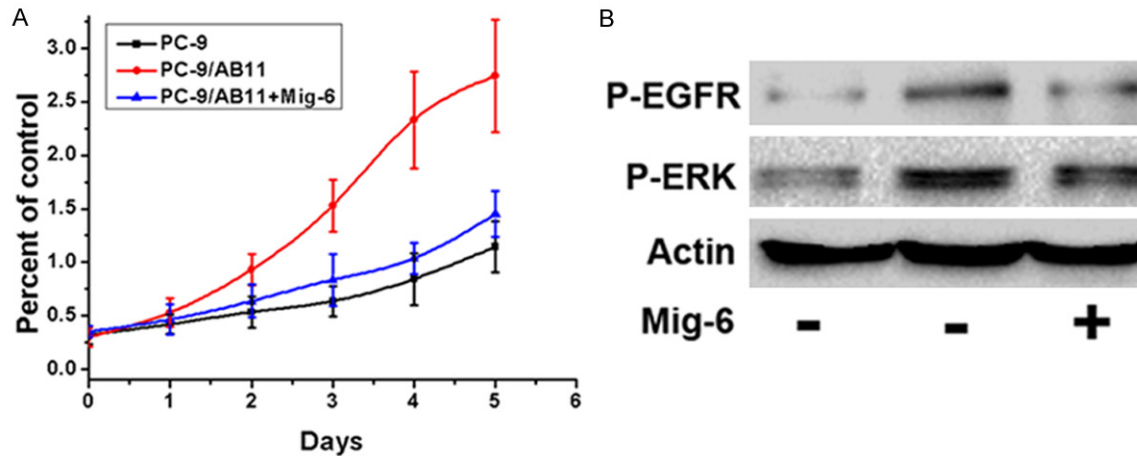 A
PC-9
PC-9/AB11
PC-9/AB11+Mig-6
Percent of control
3.0
2.5
2.0
1.5
1.0
0.5
0.0
0 1 2 3 4 5 6
Days
B
P-EGFR
P-ERK
Actin
Mig-6 - - +